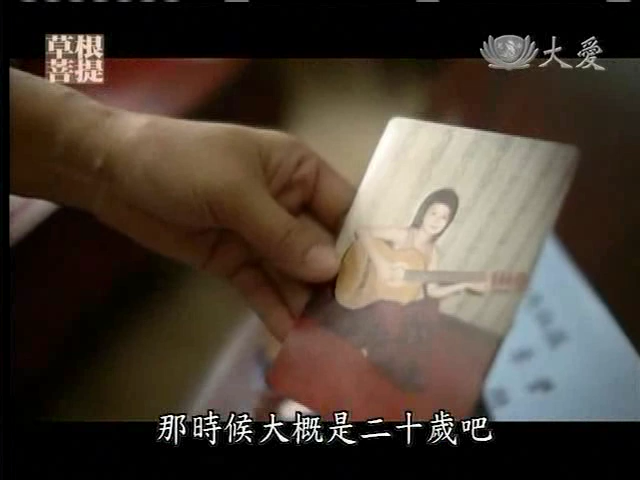 草根
菩提
大愛
那時候大概是二十歲吧